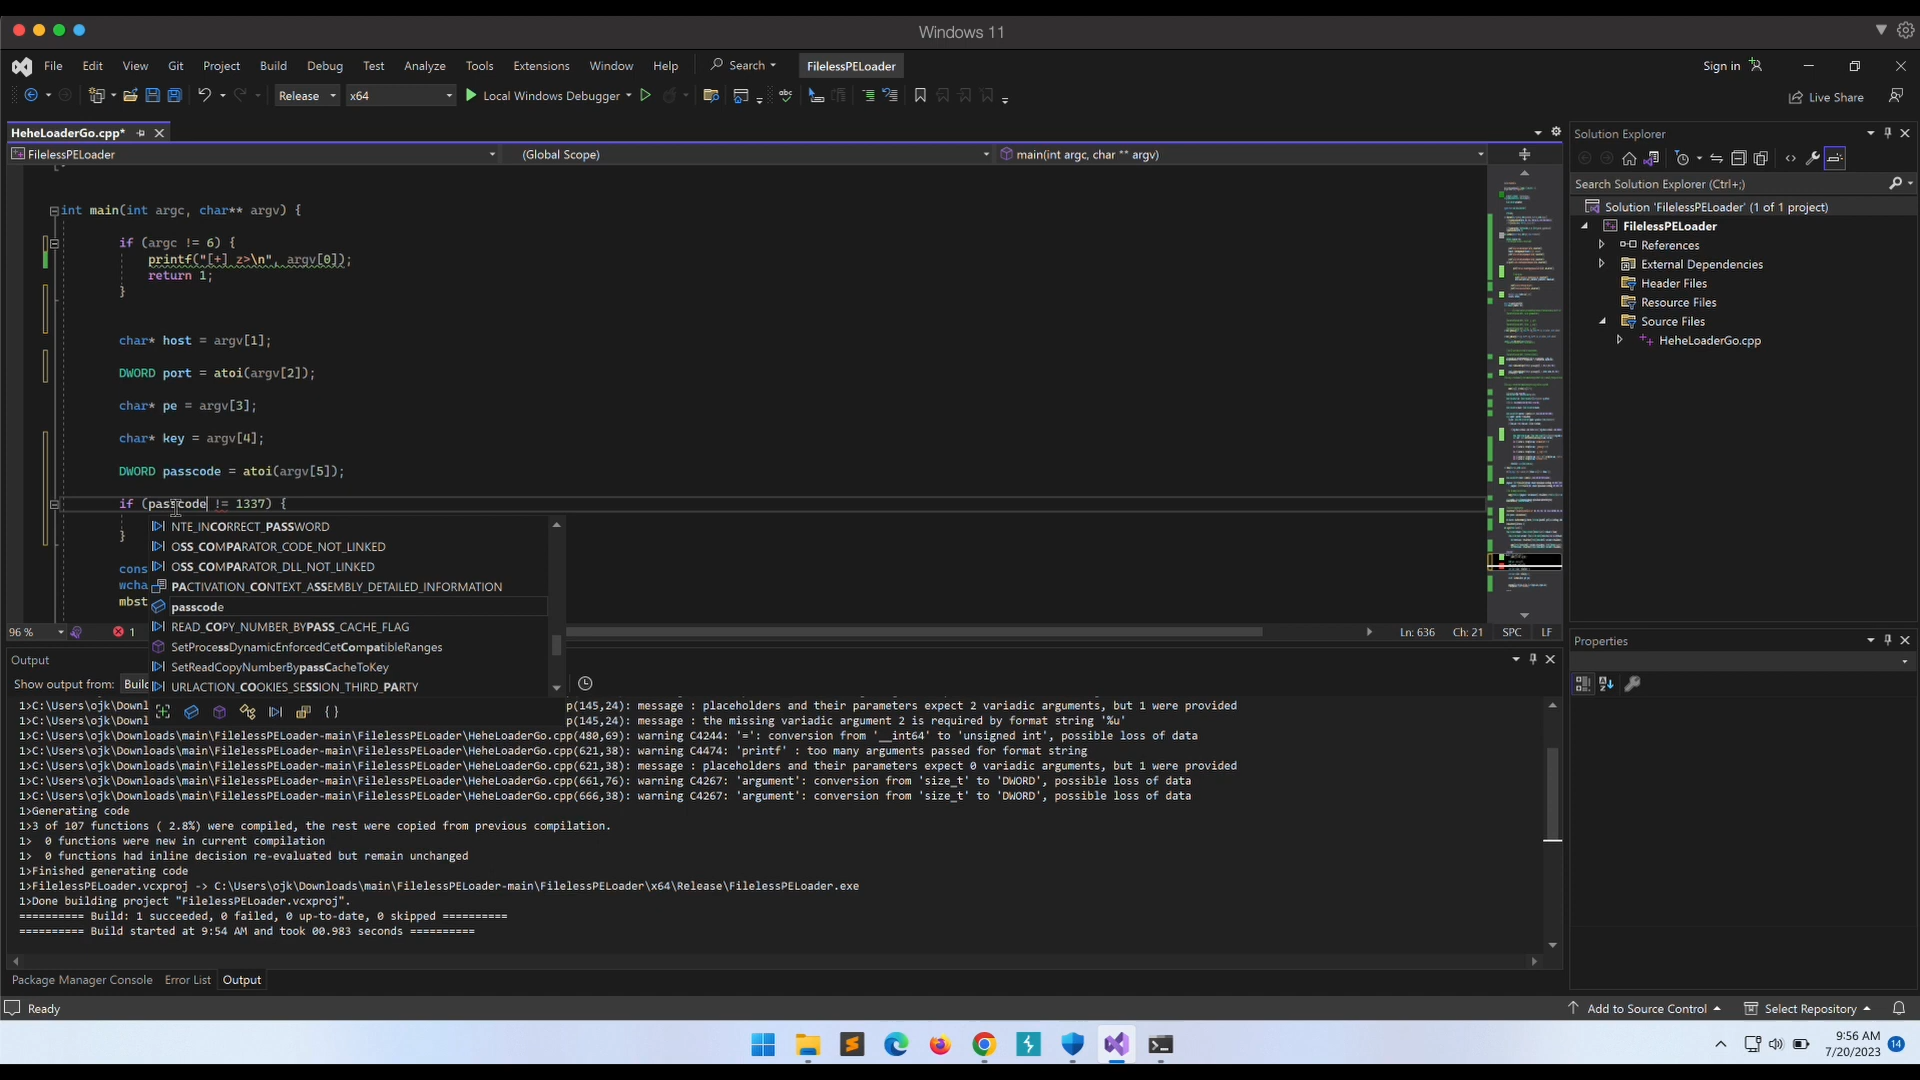 Windows 11
File Edit View Git Project Build Debug Test Analyze Tools Extensions Window Help Search FilelessPELoader Sign in
Release x64 Local Windows Debugger Live Share
HeheLoaderGo.cpp*
FilelessPELoader (Global Scope) main(int argc, char ** argv)
int main(int argc, char** argv) {
if (argc != 6) {
printf("[+] z>\n", argv[0]);
return 1;
}
char* host = argv[1];
DWORD port = atoi(argv[2]);
char* pe = argv[3];
char* key = argv[4];
DWORD passcode = atoi(argv[5]);
if (passcode != 1337) {
}
cons
wcha
mbst
NTE_INCORRECT_PASSWORD
OSS_COMPARATOR_CODE_NOT_LINKED
OSS_COMPARATOR_DLL_NOT_LINKED
PACTIVATION_CONTEXT_ASSEMBLY_DETAILED_INFORMATION
passcode
READ_COPY_NUMBER_BYPASS_CACHE_FLAG
SetProcessDynamicEnforcedCetCompatibleRanges
SetReadCopyNumberBypassCacheToKey
URLACTION_COOKIES_SESSION_THIRD_PARTY
{ }
96 % 1 Ln: 636 Ch: 21 SPC LF
Output
Show output from: Build
1>C:\Users\ojk\Downl p(145,24): message : placeholders and their parameters expect 2 variadic arguments, but 1 were provided
1>C:\Users\ojk\Downl p(145,24): message : the missing variadic argument 2 is required by format string '%u'
1>C:\Users\ojk\Downloads\main\FilelessPELoader-main\FilelessPELoader\HeheLoaderGo.cpp(480,69): warning C4244: '=': conversion from '__int64' to 'unsigned int', possible loss of data
1>C:\Users\ojk\Downloads\main\FilelessPELoader-main\FilelessPELoader\HeheLoaderGo.cpp(621,38): warning C4474: 'printf' : too many arguments passed for format string
1>C:\Users\ojk\Downloads\main\FilelessPELoader-main\FilelessPELoader\HeheLoaderGo.cpp(621,38): message : placeholders and their parameters expect 0 variadic arguments, but 1 were provided
1>C:\Users\ojk\Downloads\main\FilelessPELoader-main\FilelessPELoader\HeheLoaderGo.cpp(661,76): warning C4267: 'argument': conversion from 'size_t' to 'DWORD', possible loss of data
1>C:\Users\ojk\Downloads\main\FilelessPELoader-main\FilelessPELoader\HeheLoaderGo.cpp(666,38): warning C4267: 'argument': conversion from 'size_t' to 'DWORD', possible loss of data
1>Generating code
1>3 of 107 functions ( 2.8%) were compiled, the rest were copied from previous compilation.
1>  0 functions were new in current compilation
1>  0 functions had inline decision re-evaluated but remain unchanged
1>Finished generating code
1>FilelessPELoader.vcxproj -> C:\Users\ojk\Downloads\main\FilelessPELoader-main\FilelessPELoader\x64\Release\FilelessPELoader.exe
1>Done building project "FilelessPELoader.vcxproj".
========== Build: 1 succeeded, 0 failed, 0 up-to-date, 0 skipped ==========
========== Build started at 9:54 AM and took 00.983 seconds ==========
Package Manager Console Error List Output
Solution Explorer
Search Solution Explorer (Ctrl+;)
Solution 'FilelessPELoader' (1 of 1 project)
FilelessPELoader
References
External Dependencies
Header Files
Resource Files
Source Files
HeheLoaderGo.cpp
Properties
Ready Add to Source Control Select Repository
9:56 AM
7/20/2023 14